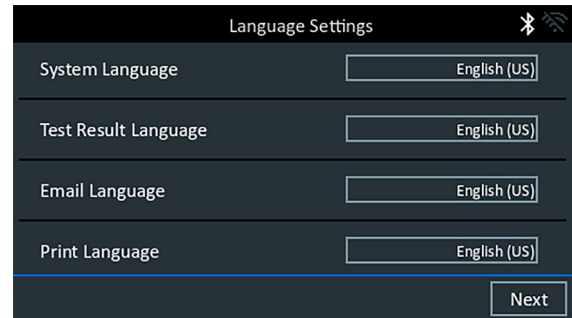 Language Settings
System Language English (US)
Test Result Language English (US)
Email Language English (US)
Print Language English (US)
Next